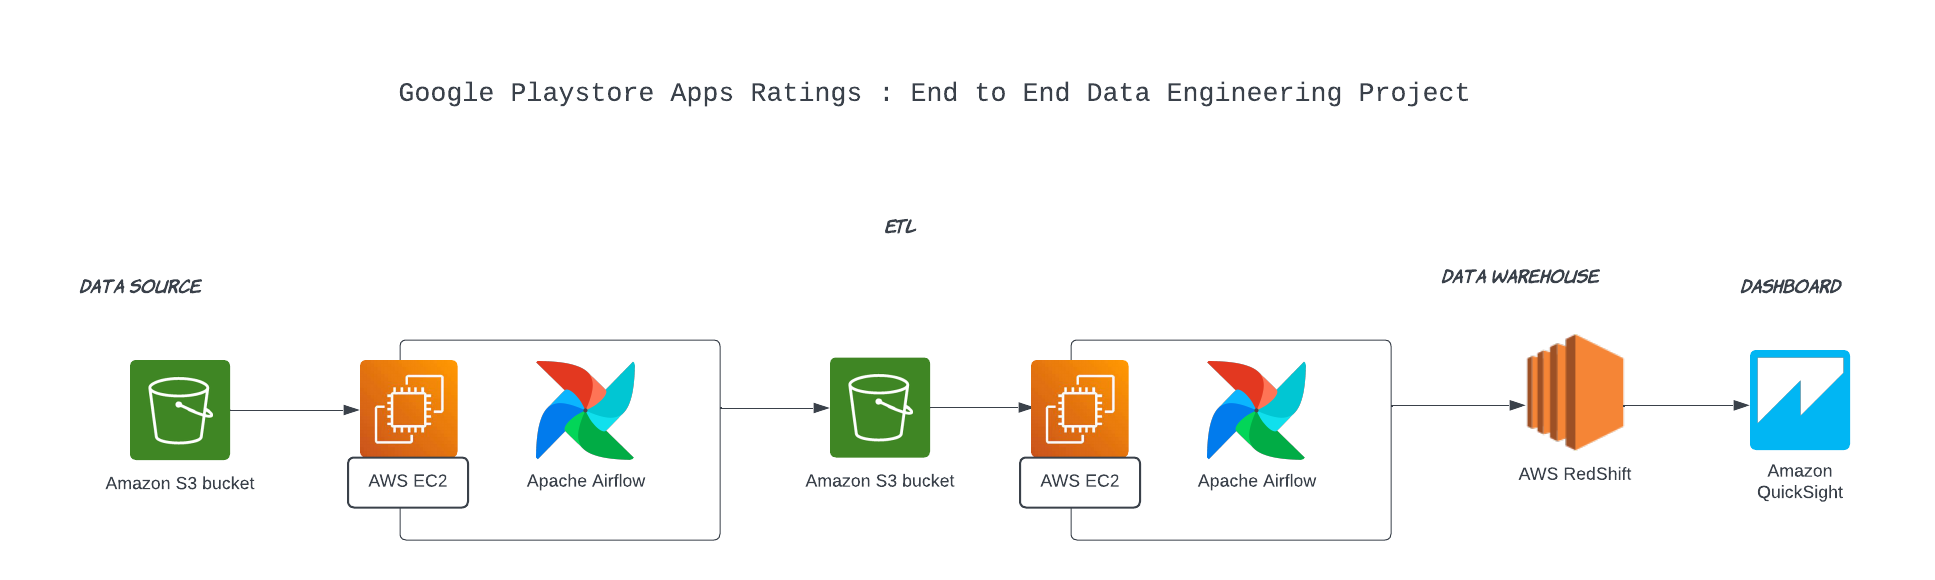 Google Playstore Apps Ratings : End to End Data Engineering Project
ETL
DATA SOURCE
DATA WAREHOUSE
DASHBOARD
Amazon S3 bucket
AWS EC2
Apache Airflow
Amazon S3 bucket
AWS EC2
Apache Airflow
AWS RedShift
Amazon
QuickSight